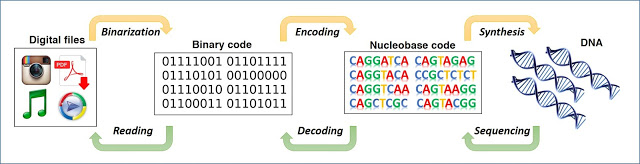 Digital files
Binarization
Binary code
Encoding
Nucleobase code
Synthesis
DNA
PDF
01111001 01101111
01110101 00100000
01110010 01101111
01100011 01101011
CAGGATCA CAGTAGAG
CAGGTACA CCGCTCTCT
CAGGTCAA CAGTAAGG
CAGCTCGC CAGTACGG
Reading
Decoding
Sequencing